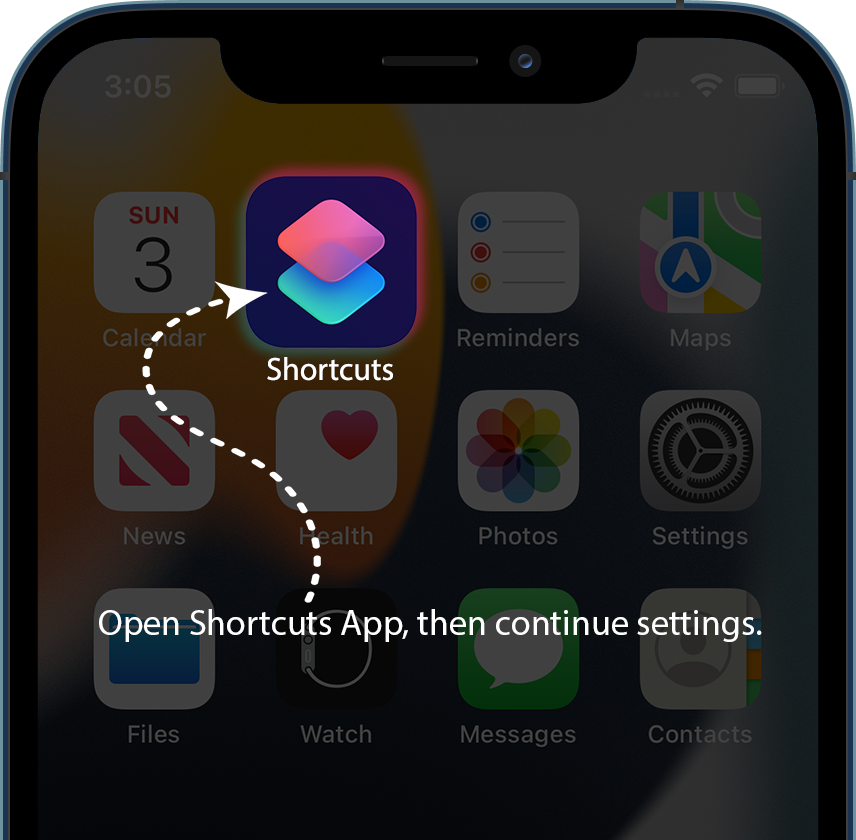 3:05
SUN
3
Calendar
Shortcuts
Reminders
Maps
News
Health
Photos
Settings
Open Shortcuts App, then continue settings.
Files
Watch
Messages
Contacts